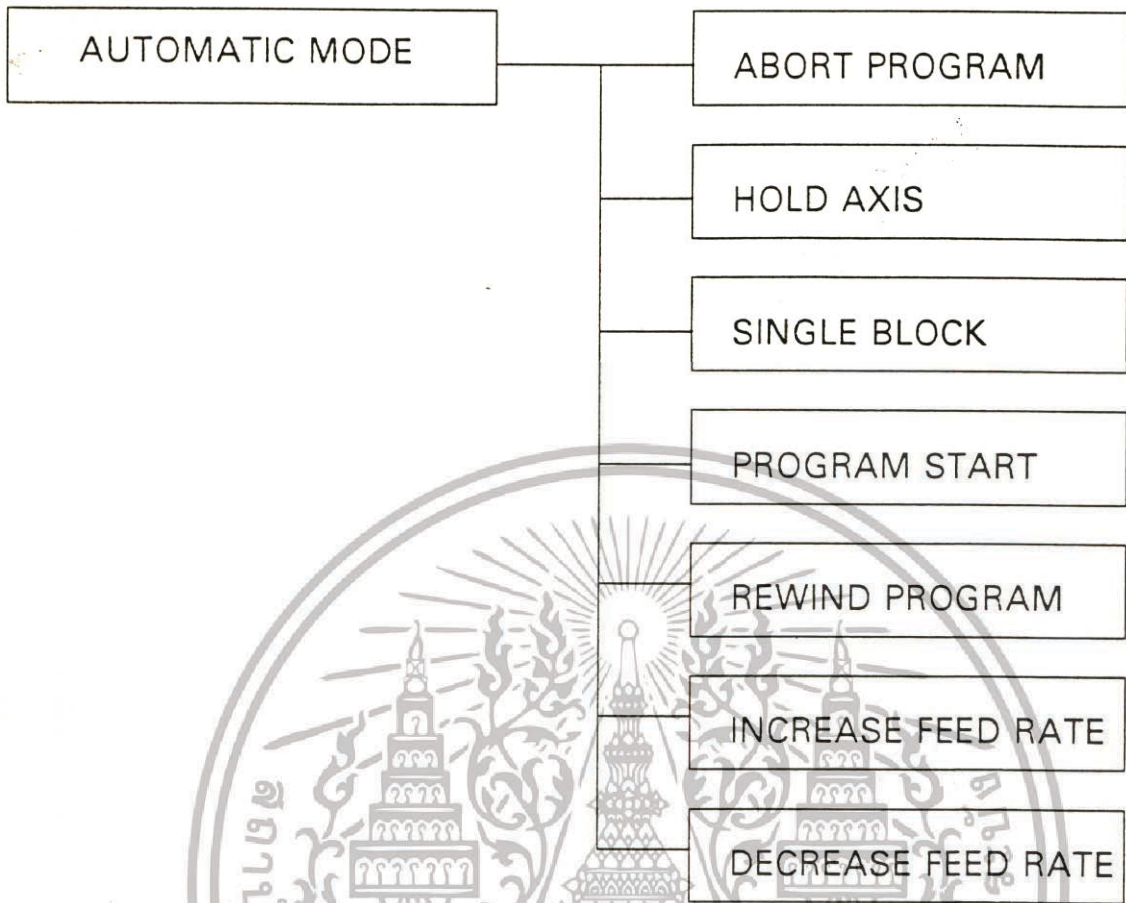 AUTOMATIC MODE
ABORT PROGRAM
HOLD AXIS
SINGLE BLOCK
PROGRAM START
REWIND PROGRAM
INCREASE FEED RATE
DECREASE FEED RATE